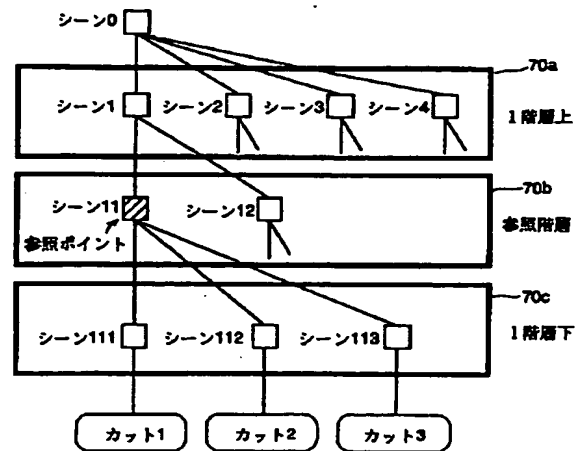 シーン0
70a
シーン1 シーン2 シーン3 シーン4
1階層上
70b
シーン11 シーン12
参照階層
参照ポイント
70c
1階層下
シーン111 シーン112 シーン113
カット1 カット2 カット3